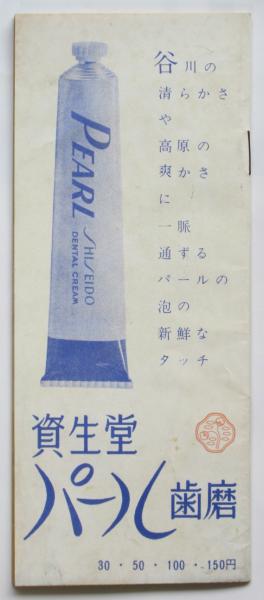 谷川の
清らかさ
や
高原の
爽かさ
に
一脈
通ずる
パールの
泡の
新鮮な
タッチ
PEARL
SHISEIDO
DENTAL CREAM
資生堂
パール歯磨
30・50・100・150円